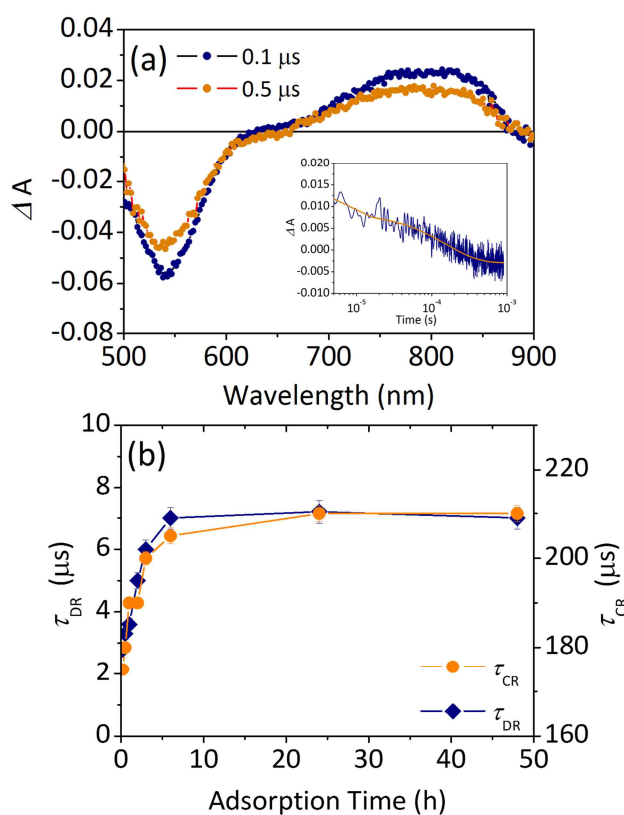 (a)
0.1 μs
0.5 μs
0.04
0.02
0.00
-0.02
-0.04
-0.06
-0.08
Δ A
500 600 700 800 900
Wavelength (nm)
0.020
0.015
0.010
0.005
0.000
-0.005
-0.010
Δ A
10⁻⁵ 10⁻⁴ 10⁻³
Time (s)
(b)
10
8
6
4
2
0
τDR (μs)
220
200
180
160
τCR (μs)
τCR
τDR
0 10 20 30 40 50
Adsorption Time (h)